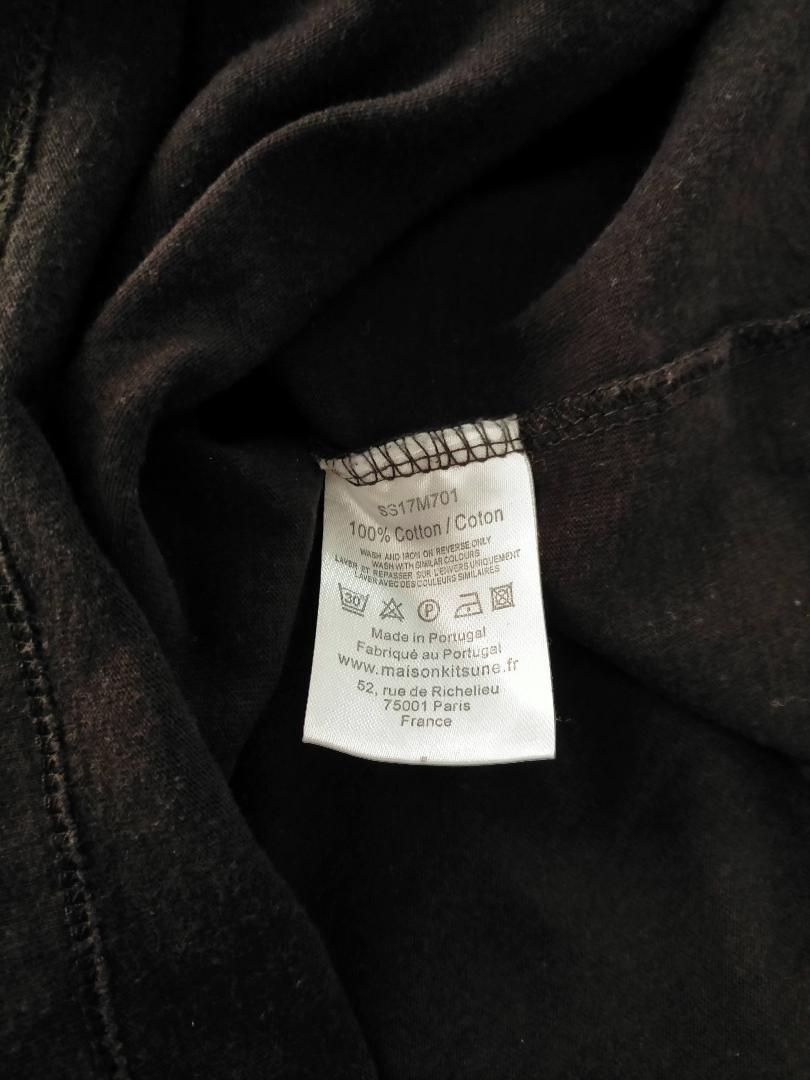 SS17M701
100% Cotton / Coton
WASH AND IRON ON REVERSE ONLY
WASH WITH SIMILAR COLOURS
LAVER ET REPASSER SUR L'ENVERS UNIQUEMENT
LAVER AVEC DES COULEURS SIMILAIRES
30° P
Made in Portugal
Fabriqué au Portugal
www.maisonkitsune.fr
52, rue de Richelieu
75001 Paris
France